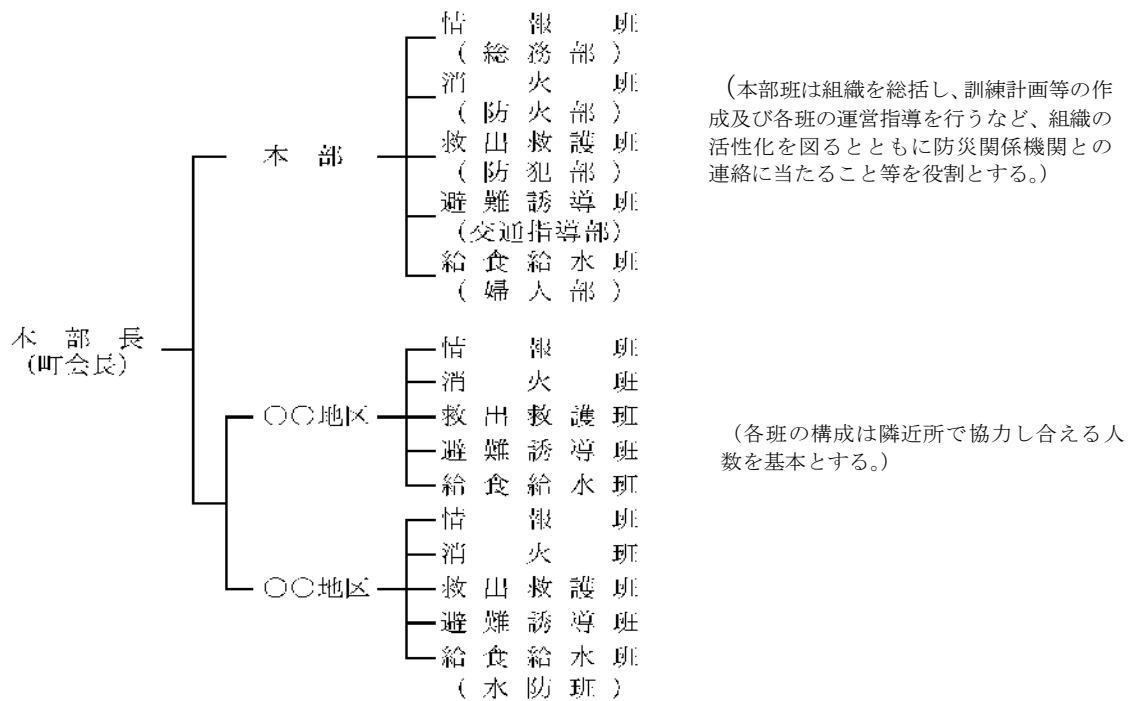 情報班
(総務部)
消火班
(防火部)
救出救護班
(防犯部)
避難誘導班
(交通指導部)
給食給水班
(婦人部)
本部
(本部班は組織を総括し、訓練計画等の作
成及び各班の運営指導を行うなど、組織の
活性化を図るとともに防災関係機関との
連絡に当たること等を役割とする。)
本部長
(町会長)
〇〇地区
情報班
消火班
救出救護班
避難誘導班
給食給水班
(各班の構成は隣近所で協力し合える人
数を基本とする。)
〇〇地区
情報班
消火班
救出救護班
避難誘導班
給食給水班
(水防班)